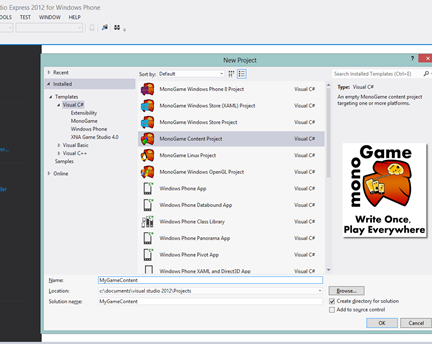 dio Express 2012 for Windows Phone
OOLS TEST WINDOW HELP
New Project
? ×
Recent
Installed
Sort by: Default
Search Installed Templates (Ctrl+E)
Templates
Visual C#
Extensibility
MonoGame
Windows Phone
XNA Game Studio 4.0
Visual Basic
Visual C++
Samples
Online
MonoGame Windows Phone 8 Project Visual C#
MonoGame Windows Store (XAML) Project Visual C#
MonoGame Windows Store Project Visual C#
MonoGame Content Project Visual C#
MonoGame Linux Project Visual C#
MonoGame Windows OpenGL Project Visual C#
Windows Phone App Visual C#
Windows Phone Databound App Visual C#
Windows Phone Class Library Visual C#
Windows Phone Panorama App Visual C#
Windows Phone Pivot App Visual C#
Windows Phone XAML and Direct3D App Visual C#
Type: Visual C#
An empty MonoGame content project
targeting one or more platforms.
mono Game
Write Once,
Play Everywhere
Name: MyGameContent
Location: c:\documents\visual studio 2012\Projects
Browse...
Solution name: MyGameContent
Create directory for solution
Add to source control
OK Cancel